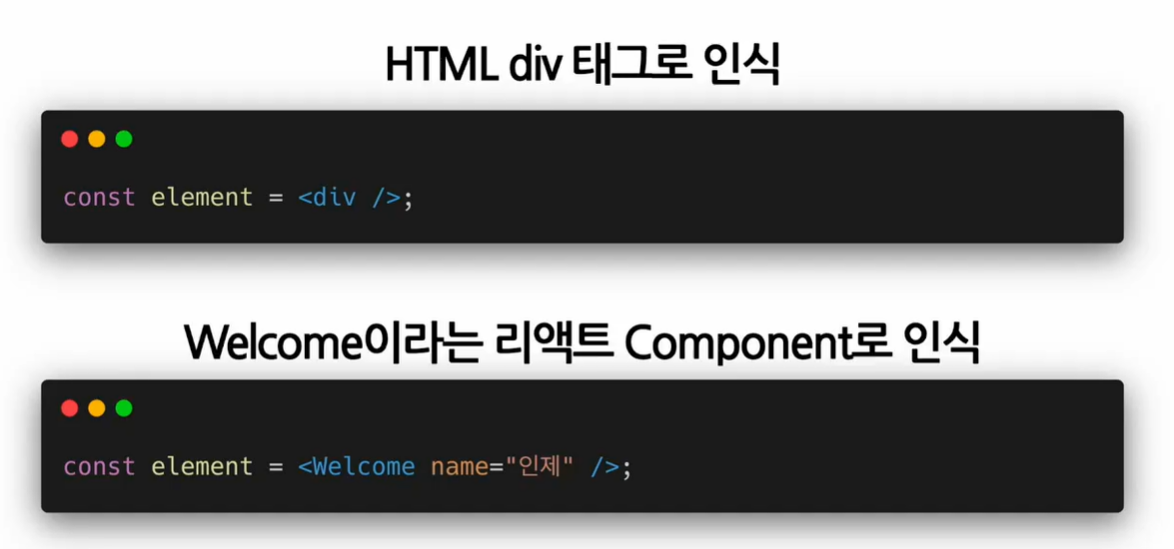 HTML div 태그로 인식
const element = <div />;
Welcome이라는 리액트 Component로 인식
const element = <Welcome name="인제" />;